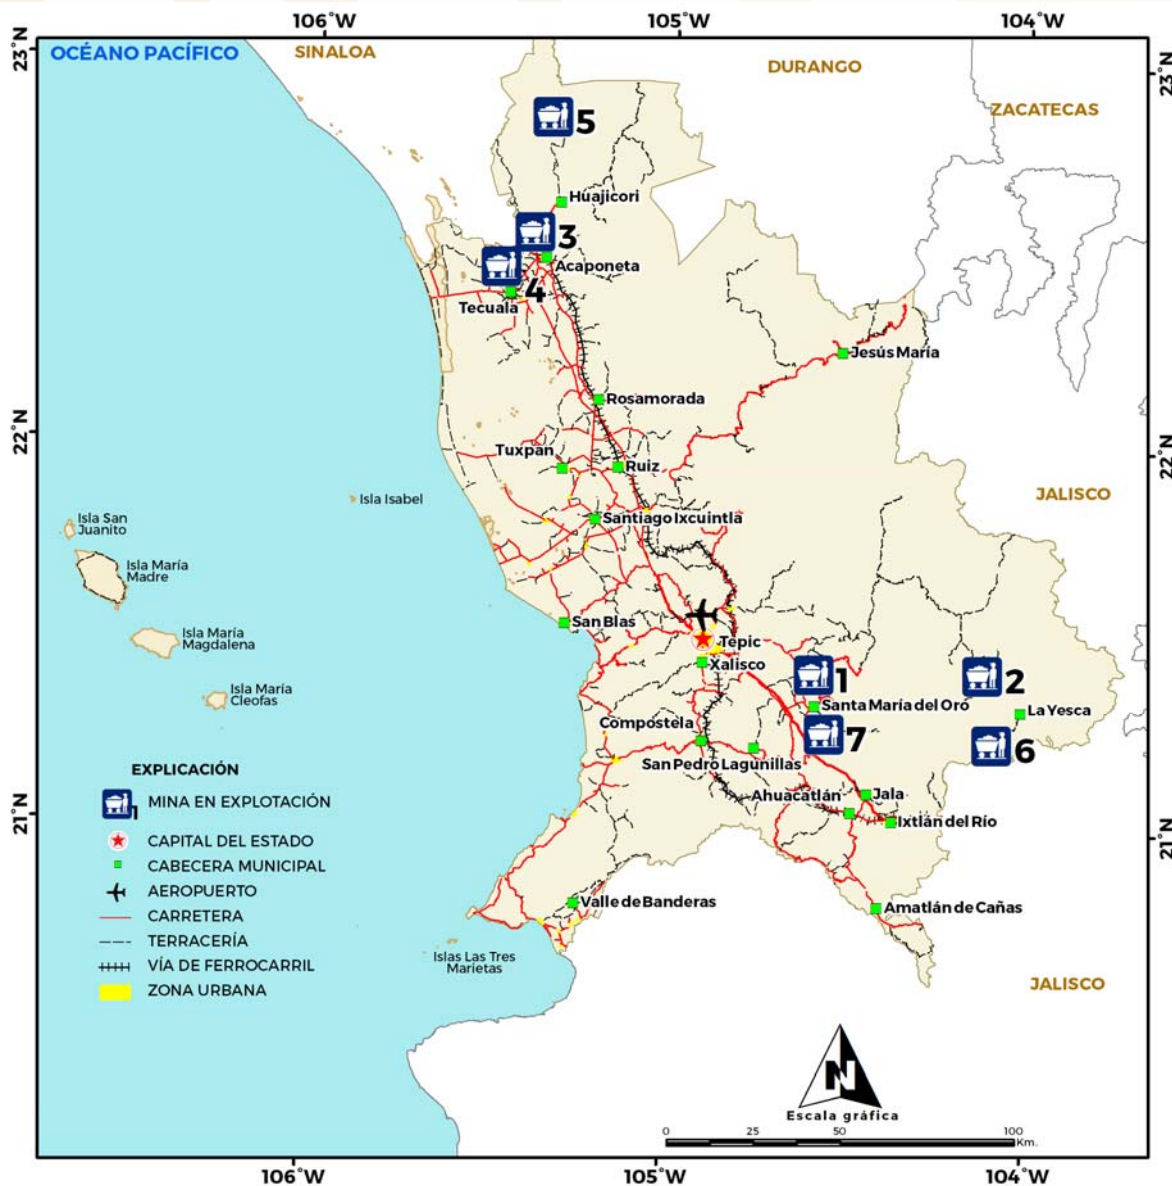 106°W
105°W
104°W
23°N
23°N
OCÉANO PACÍFICO
SINALOA
DURANGO
ZACATECAS
5
Huajicori
3
Acaponeta
4
Tecuala
Jesús María
Rosamorada
22°N
22°N
Tuxpan
Ruiz
JALISCO
Isla Isabel
Santiago Ixcuintla
Isla San
Juanito
Isla María
Madre
San Blas
Isla María
Magdalena
Tepic
Xalisco
1
2
Isla María
Cleofas
Santa María del Oro
La Yesca
Compostela
7
6
San Pedro Lagunillas
EXPLICACIÓN
Ahuacatlán
Jala
1
MINA EN EXPLOTACIÓN
21°N
21°N
Ixtlán del Río
CAPITAL DEL ESTADO
CABECERA MUNICIPAL
AEROPUERTO
Valle de Banderas
Amatlán de Cañas
CARRETERA
TERRACERÍA
Islas Las Tres
Marietas
VÍA DE FERROCARRIL
ZONA URBANA
JALISCO
N
Escala gráfica
0 25 50 100
Km.
106°W
105°W
104°W